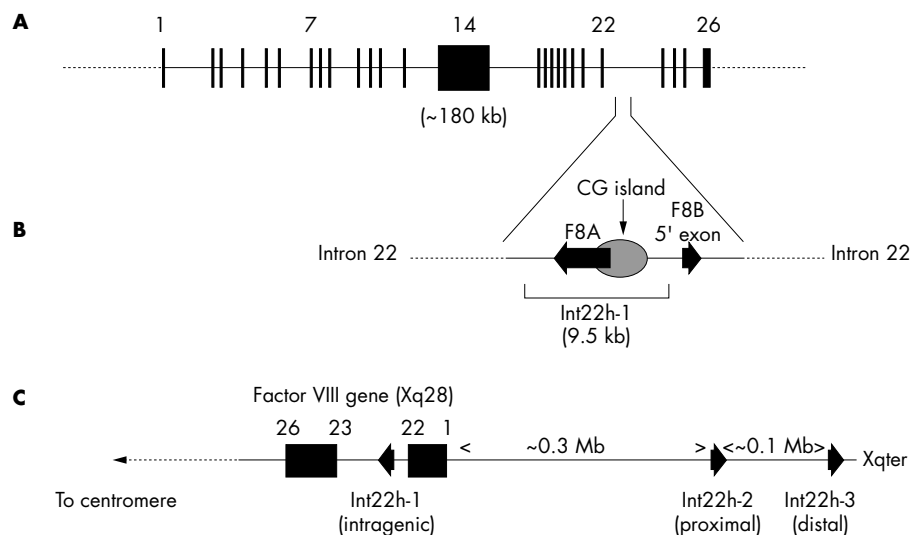 A
1 7 14 22 26
(~180 kb)
B
CG island
F8A
F8B
5' exon
Intron 22
Intron 22
Int22h-1
(9.5 kb)
C
Factor VIII gene (Xq28)
26 23 22 1
< ~0.3 Mb > <~0.1 Mb>
Xqter
To centromere
Int22h-1
(intragenic)
Int22h-2
(proximal)
Int22h-3
(distal)